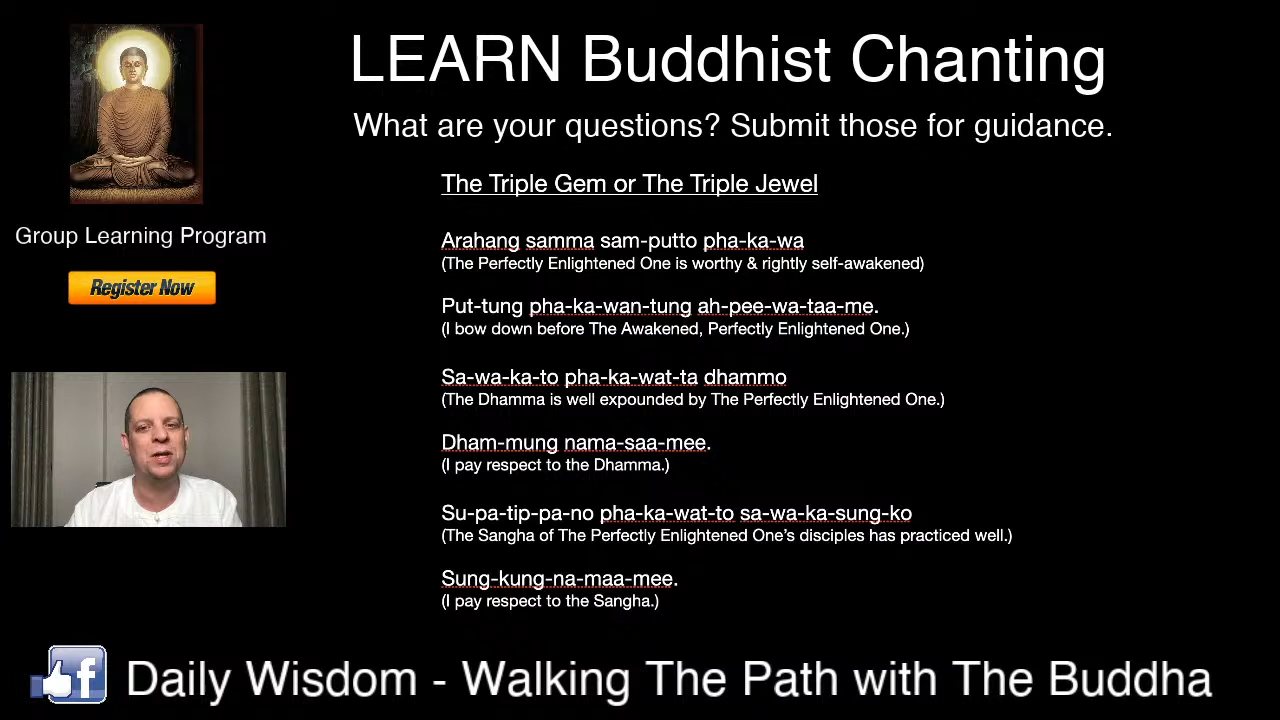 LEARN Buddhist Chanting
What are your questions? Submit those for guidance.
The Triple Gem or The Triple Jewel
Group Learning Program
Register Now
Arahang samma sam-putto pha-ka-wa
(The Perfectly Enlightened One is worthy & rightly self-awakened)
Put-tung pha-ka-wan-tung ah-pee-wa-taa-me.
(I bow down before The Awakened, Perfectly Enlightened One.)
Sa-wa-ka-to pha-ka-wat-ta dhammo
(The Dhamma is well expounded by The Perfectly Enlightened One.)
Dham-mung nama-saa-mee.
(I pay respect to the Dhamma.)
Su-pa-tip-pa-no pha-ka-wat-to sa-wa-ka-sung-ko
(The Sangha of The Perfectly Enlightened One’s disciples has practiced well.)
Sung-kung-na-maa-mee.
(I pay respect to the Sangha.)
f Daily Wisdom - Walking The Path with The Buddha